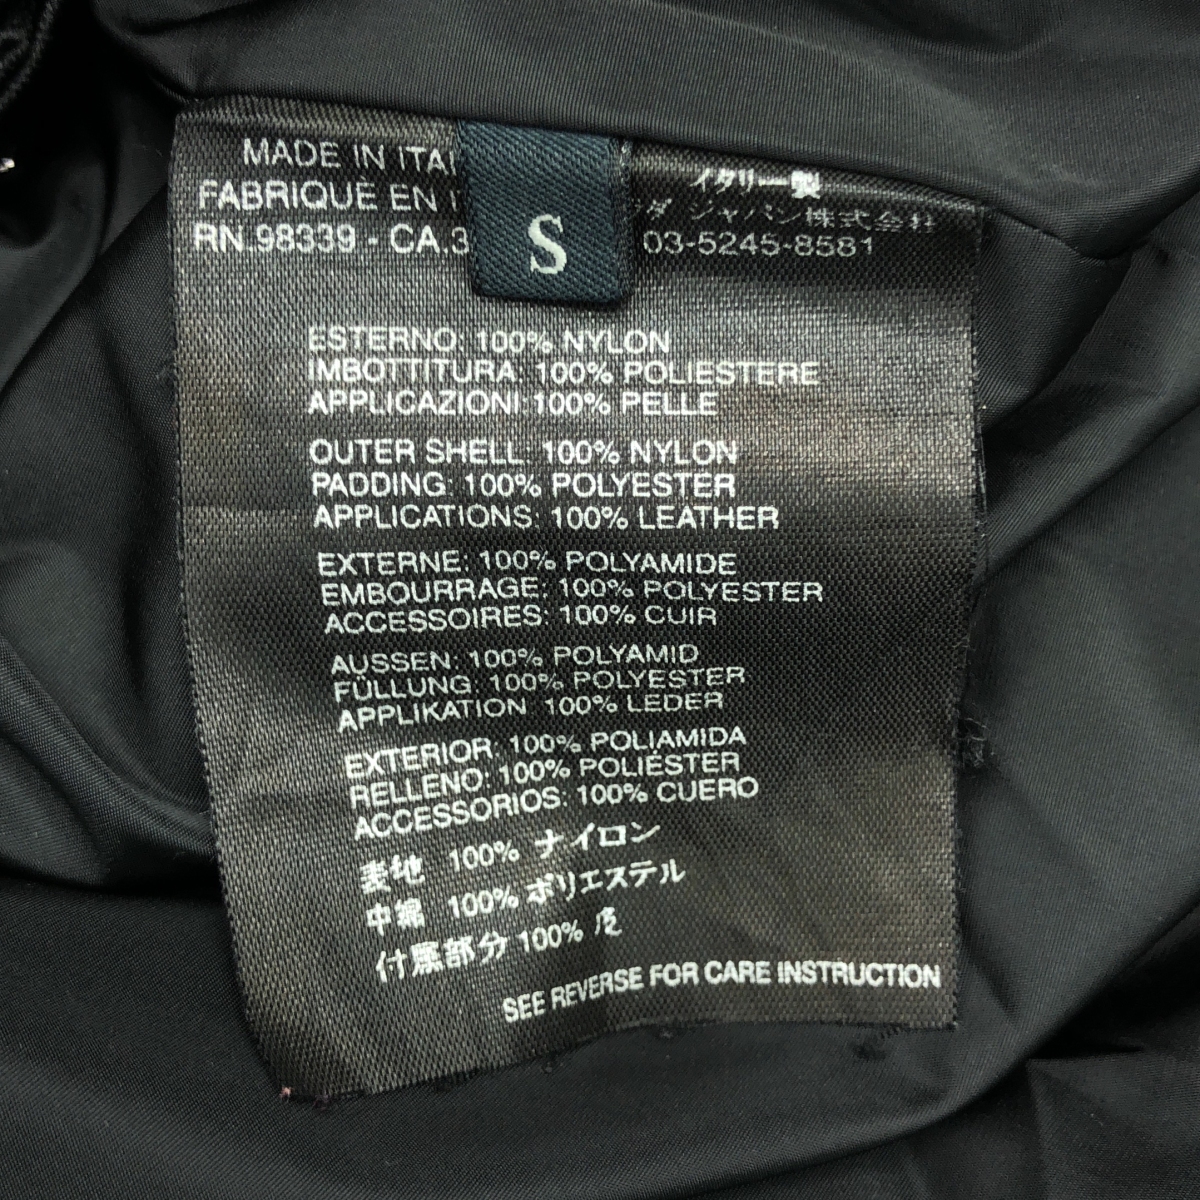 MADE IN ITA
イタリー製
FABRIQUÈ EN
ダ ジャパン株式会社
RN.98339 - CA.3
03-5245-8581
S
ESTERNO: 100% NYLON
IMBOTTITURA: 100% POLIESTERE
APPLICAZIONI: 100% PELLE
OUTER SHELL: 100% NYLON
PADDING: 100% POLYESTER
APPLICATIONS: 100% LEATHER
EXTERNE: 100% POLYAMIDE
EMBOURRAGE: 100% POLYESTER
ACCESSOIRES: 100% CUIR
AUSSEN: 100% POLYAMID
FÜLLUNG: 100% POLYESTER
APPLIKATION 100% LEDER
EXTERIOR: 100% POLIAMIDA
RELLENO: 100% POLIÉSTER
ACCESSORIOS: 100% CUERO
表地 100% ナイロン
中綿 100% ポリエステル
付属部分 100% 皮
SEE REVERSE FOR CARE INSTRUCTION